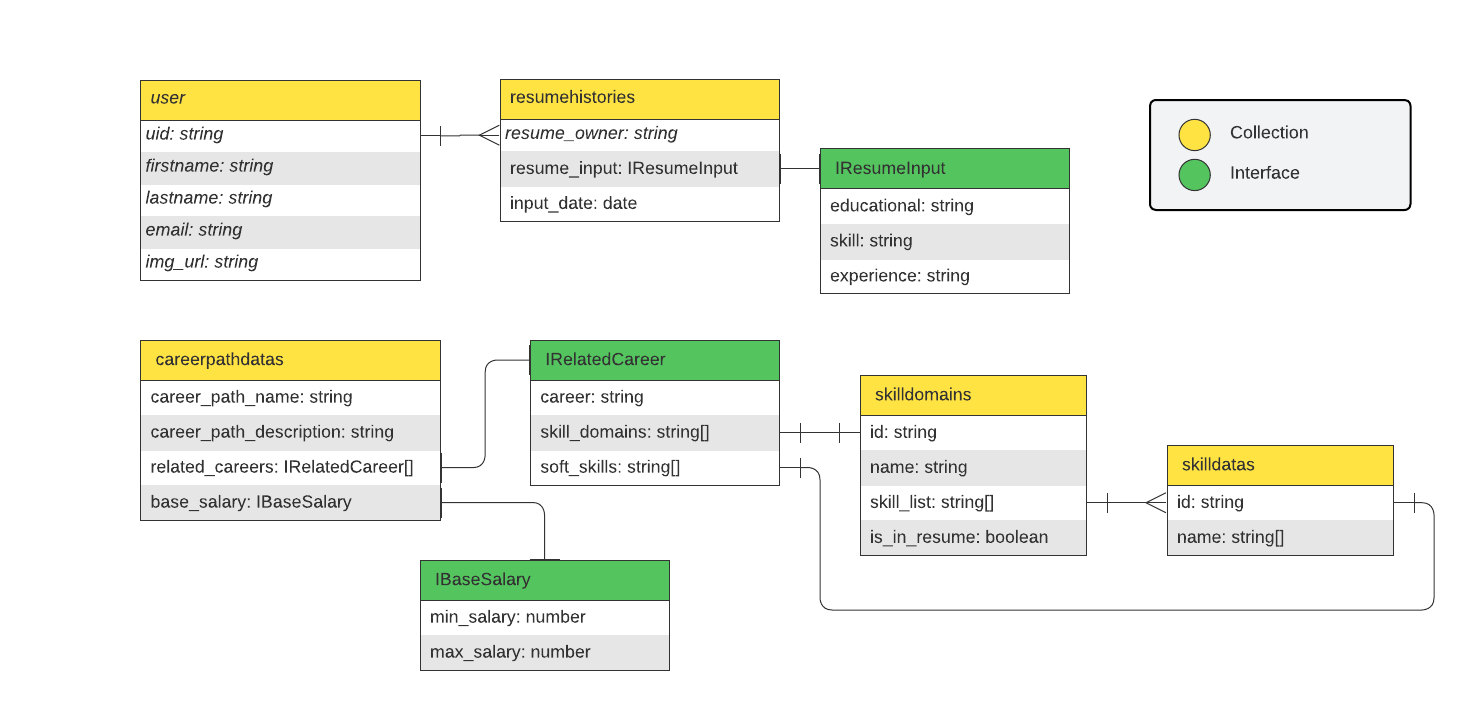 user
uid: string
firstname: string
lastname: string
email: string
img_url: string
resumehistories
resume_owner: string
resume_input: IResumeInput
input_date: date
IResumeInput
educational: string
skill: string
experience: string
Collection
Interface
careerpathdatas
career_path_name: string
career_path_description: string
related_careers: IRelatedCareer[]
base_salary: IBaseSalary
IRelatedCareer
career: string
skill_domains: string[]
soft_skills: string[]
skilldomains
id: string
name: string
skill_list: string[]
is_in_resume: boolean
skilldatas
id: string
name: string[]
IBaseSalary
min_salary: number
max_salary: number